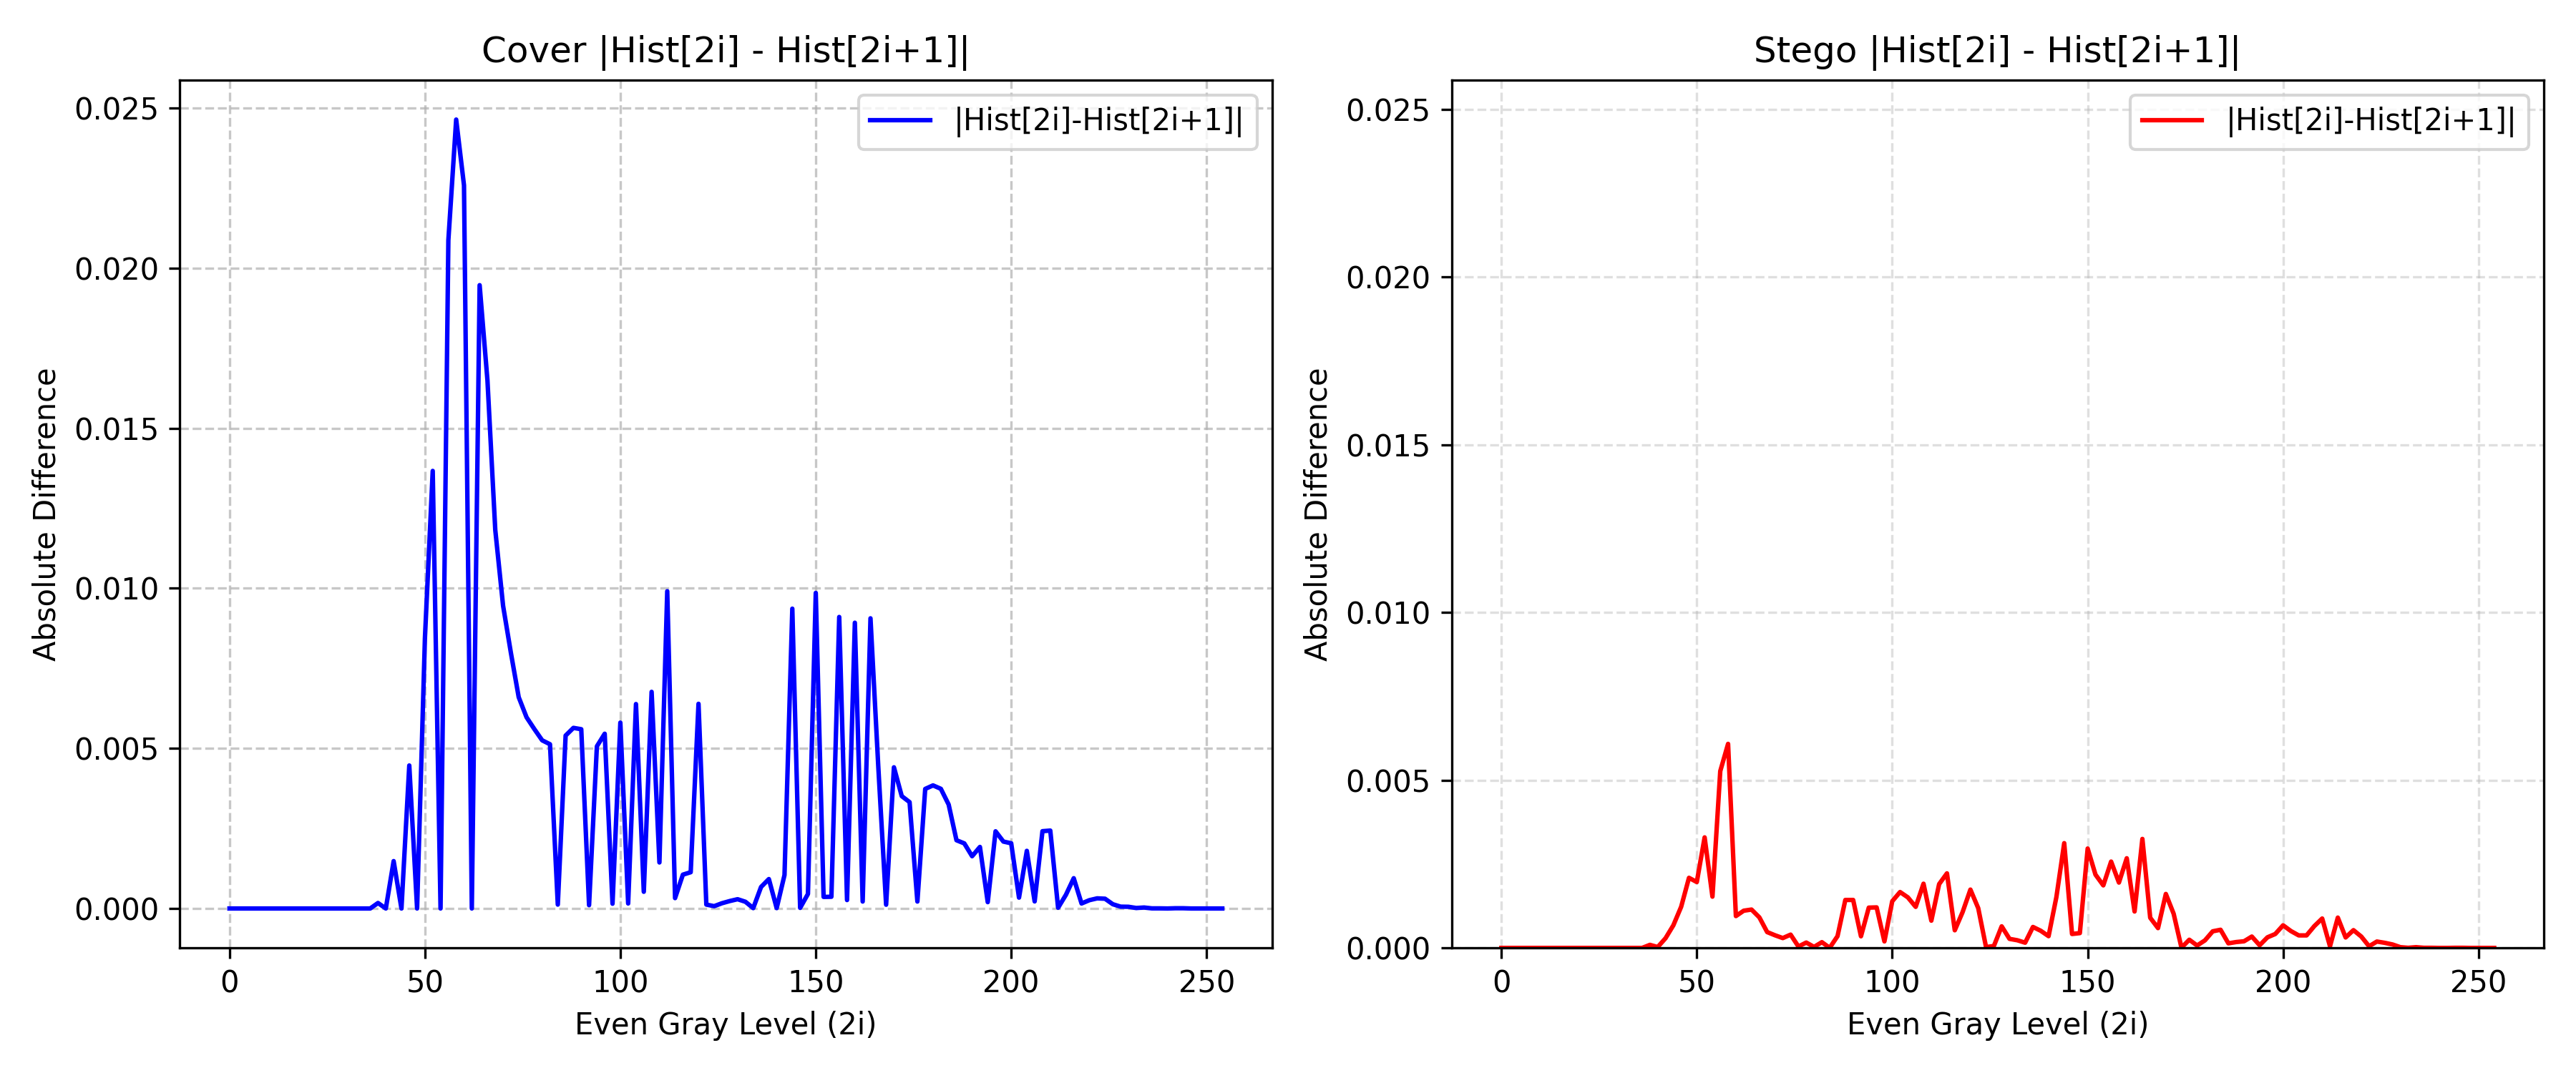 Cover |Hist[2i] - Hist[2i+1]|
|Hist[2i]-Hist[2i+1]|
Absolute Difference
0.025
0.020
0.015
0.010
0.005
0.000
0 50 100 150 200 250
Even Gray Level (2i)
Stego |Hist[2i] - Hist[2i+1]|
|Hist[2i]-Hist[2i+1]|
Absolute Difference
0.025
0.020
0.015
0.010
0.005
0.000
0 50 100 150 200 250
Even Gray Level (2i)